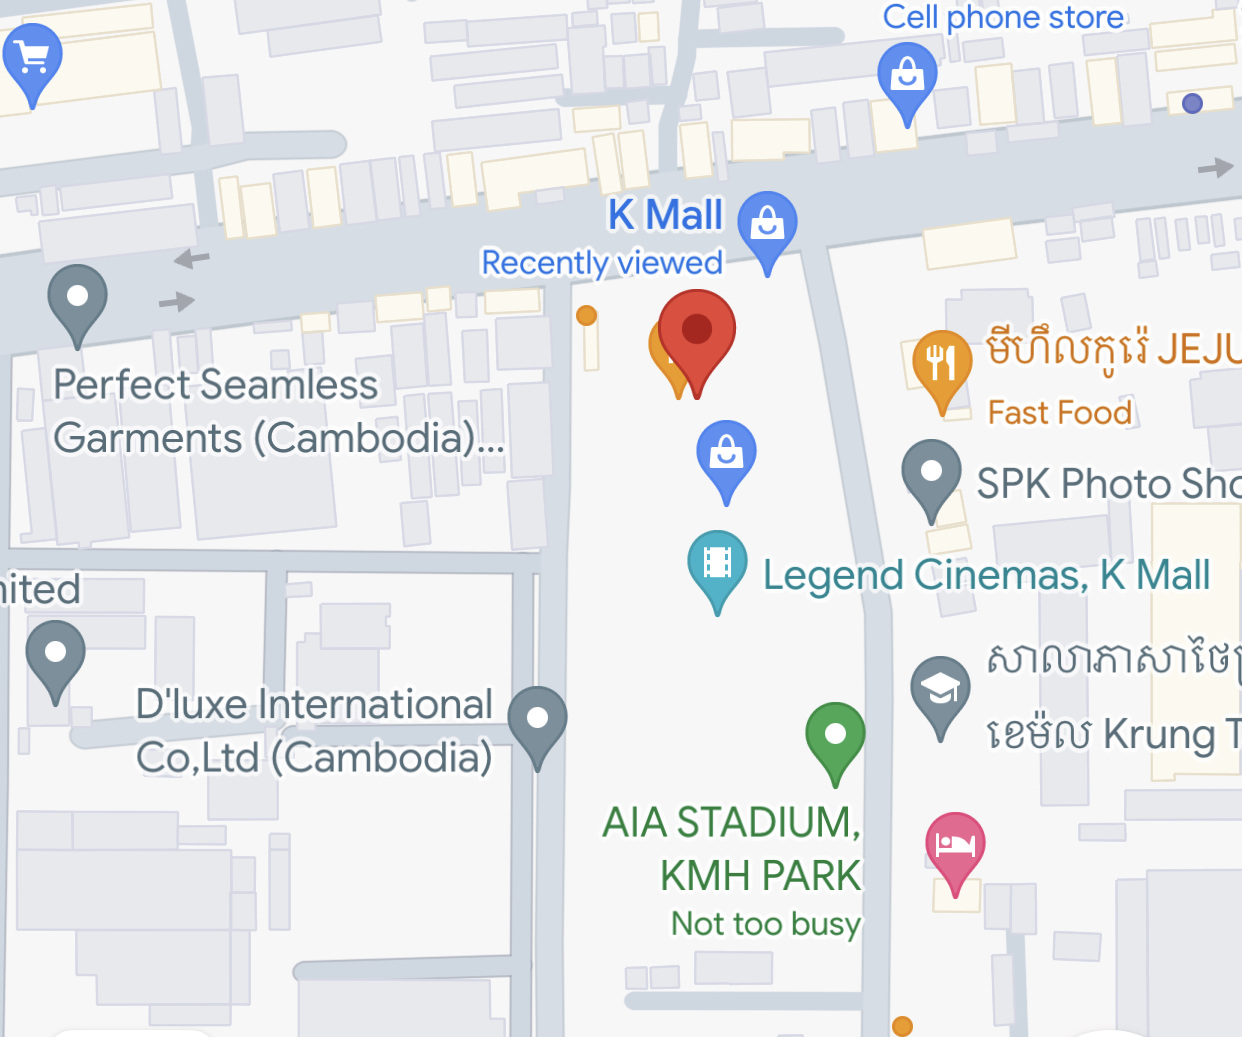 Cell phone store
K Mall
Recently viewed
មីហឹលកូរ៉េ JEJU
Fast Food
Perfect Seamless
Garments (Cambodia)...
SPK Photo Sho
Legend Cinemas, K Mall
nited
សាលាភាសាថៃ
ខេម៉ល Krung T
D'luxe International
Co,Ltd (Cambodia)
AIA STADIUM,
KMH PARK
Not too busy